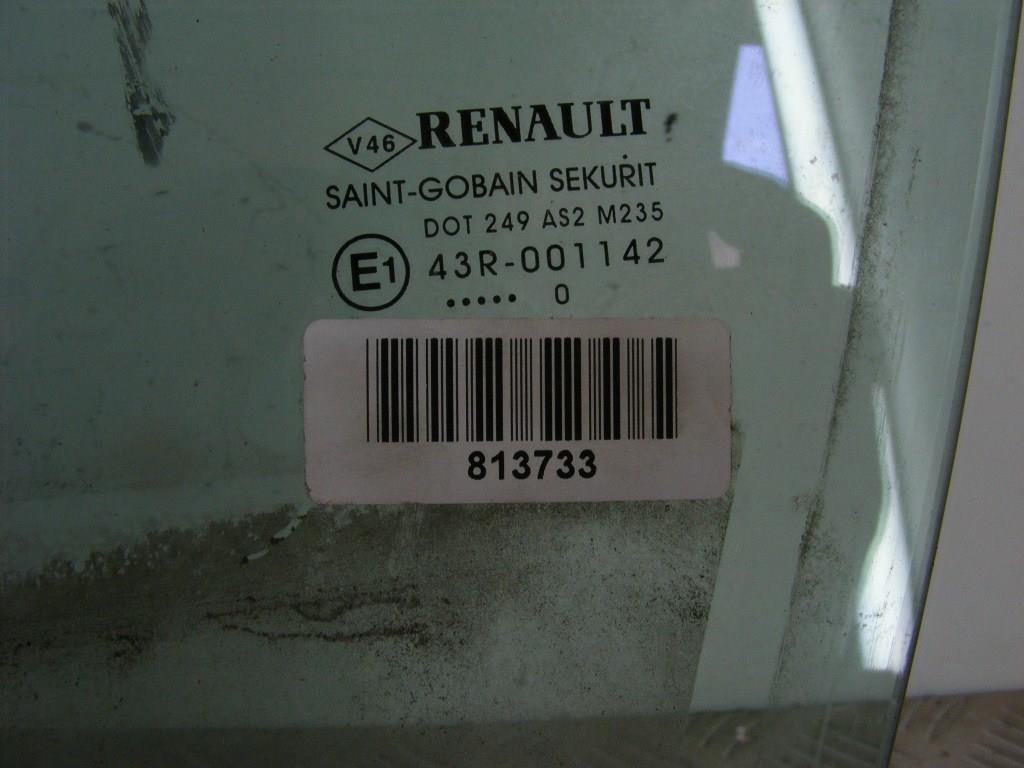 V46 RENAULT
SAINT-GOBAIN SEKURIT
DOT 249 AS2 M235
E1 43R-001142
..... 0
813733